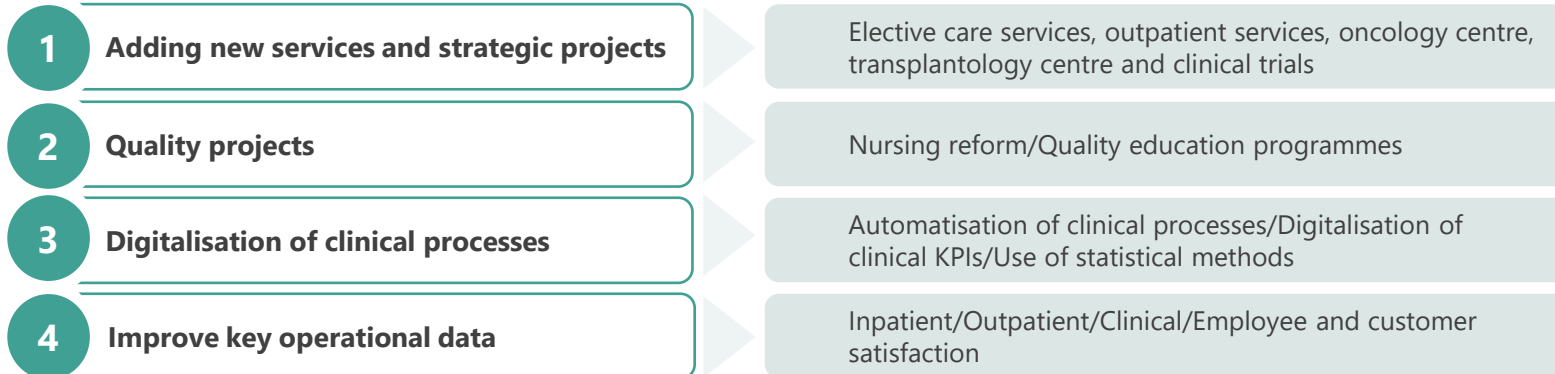 1
Adding new services and strategic projects
Elective care services, outpatient services, oncology centre,
transplantology centre and clinical trials
2
Quality projects
Nursing reform/Quality education programmes
3
Digitalisation of clinical processes
Automatisation of clinical processes/Digitalisation of
clinical KPIs/Use of statistical methods
4
Improve key operational data
Inpatient/Outpatient/Clinical/Employee and customer
satisfaction